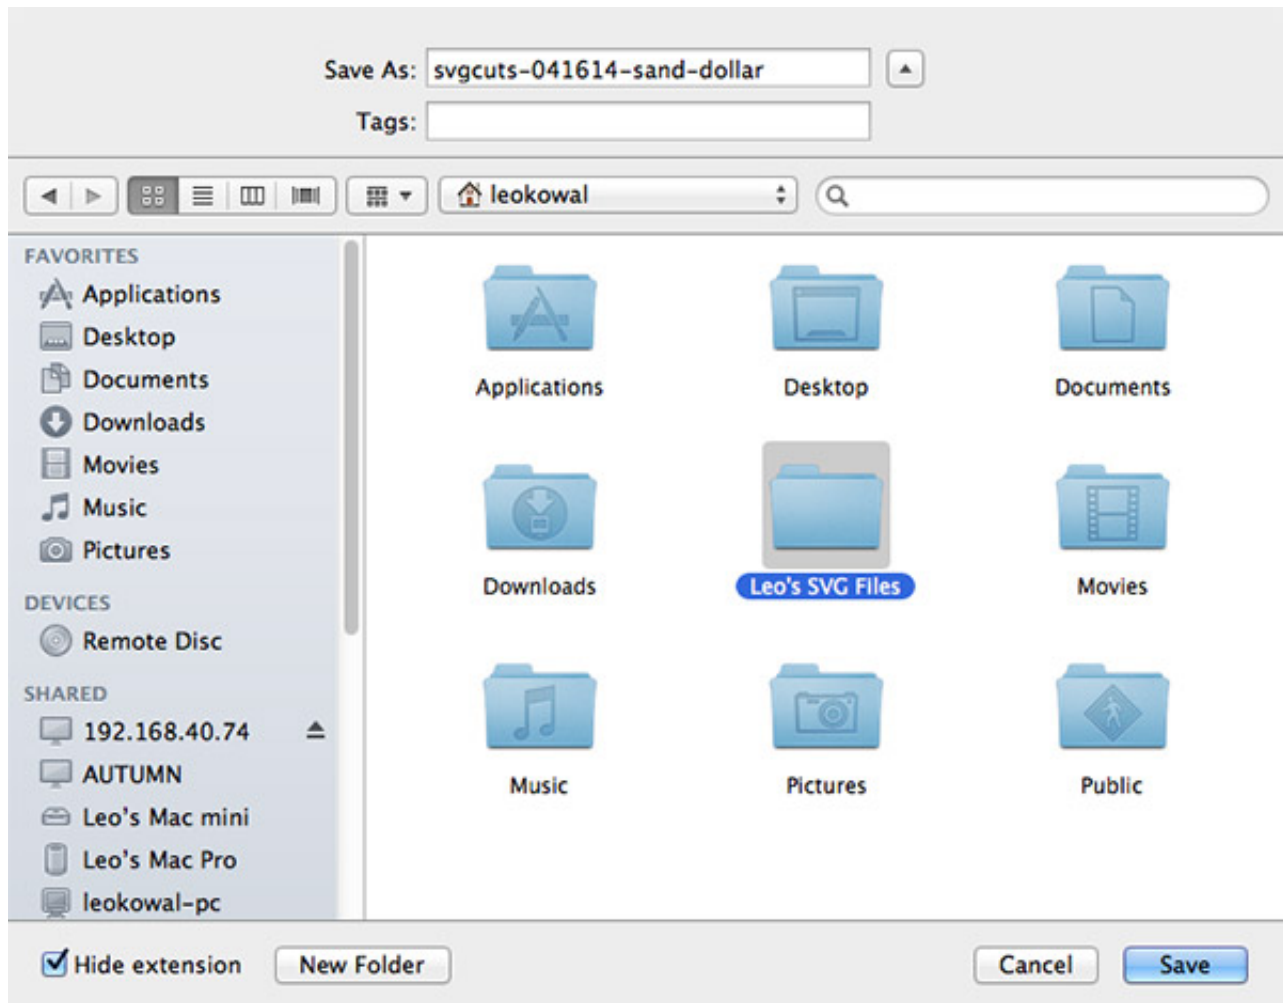 Save As: svgcuts-041614-sand-dollar
Tags:
leokowal
FAVORITES
Applications
Desktop
Documents
Downloads
Movies
Music
Pictures
DEVICES
Remote Disc
SHARED
192.168.40.74
AUTUMN
Leo's Mac mini
Leo's Mac Pro
leokowal-pc
Applications Desktop Documents
Downloads Leo's SVG FIles Movies
Music Pictures Public
Hide extension New Folder Cancel Save